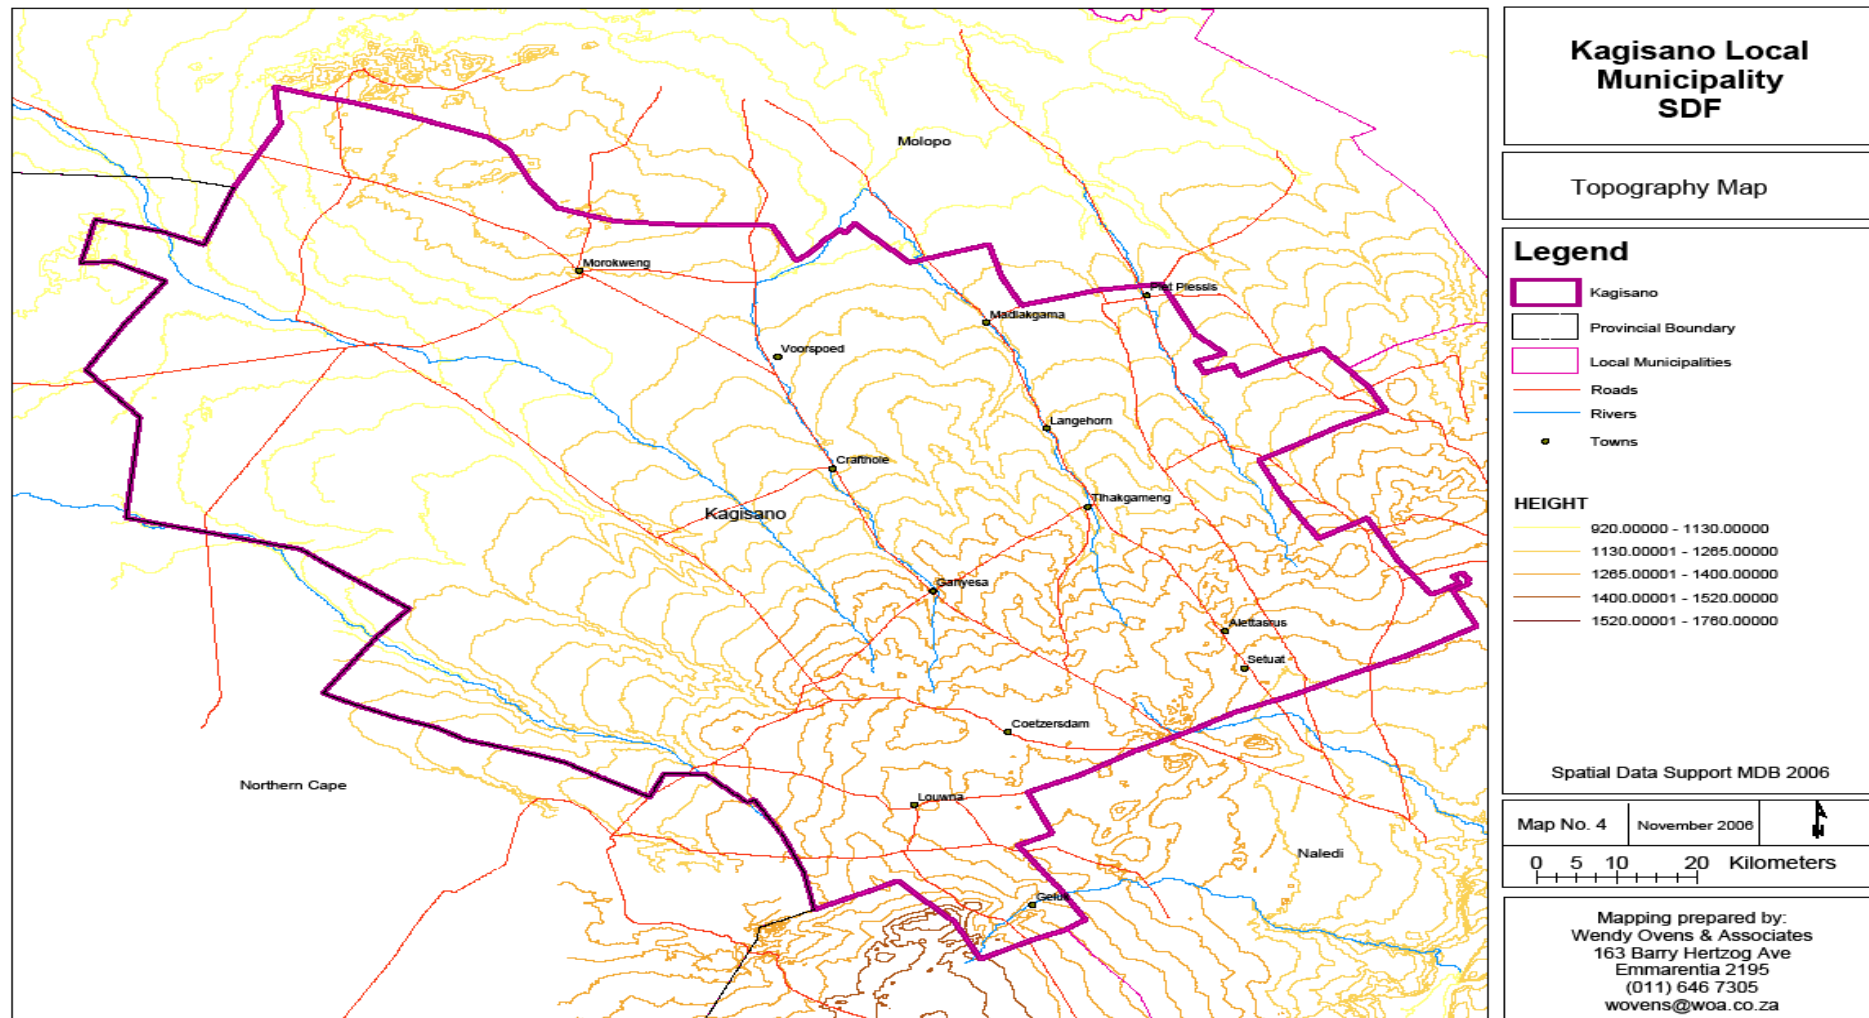 Kagisano Local
Municipality
SDF
Topography Map
Legend
Kagisano
Provincial Boundary
Local Municipalities
Roads
Rivers
Towns
HEIGHT
920.00000 - 1130.00000
1130.00001 - 1265.00000
1265.00001 - 1400.00000
1400.00001 - 1520.00000
1520.00001 - 1760.00000
Spatial Data Support MDB 2006
Map No. 4
November 2006
N
0 5 10 20 Kilometers
Mapping prepared by:
Wendy Ovens & Associates
163 Barry Hertzog Ave
Emmarentia 2195
(011) 646 7305
wovens@woa.co.za
Molopo
Morokweng
Piet Plessis
Madlakgama
Voorspoed
Langehorn
Crafthole
Tlhakgameng
Kagisano
Ganyesa
Alettasrus
Setuat
Coetzersdam
Northern Cape
Louwna
Naledi